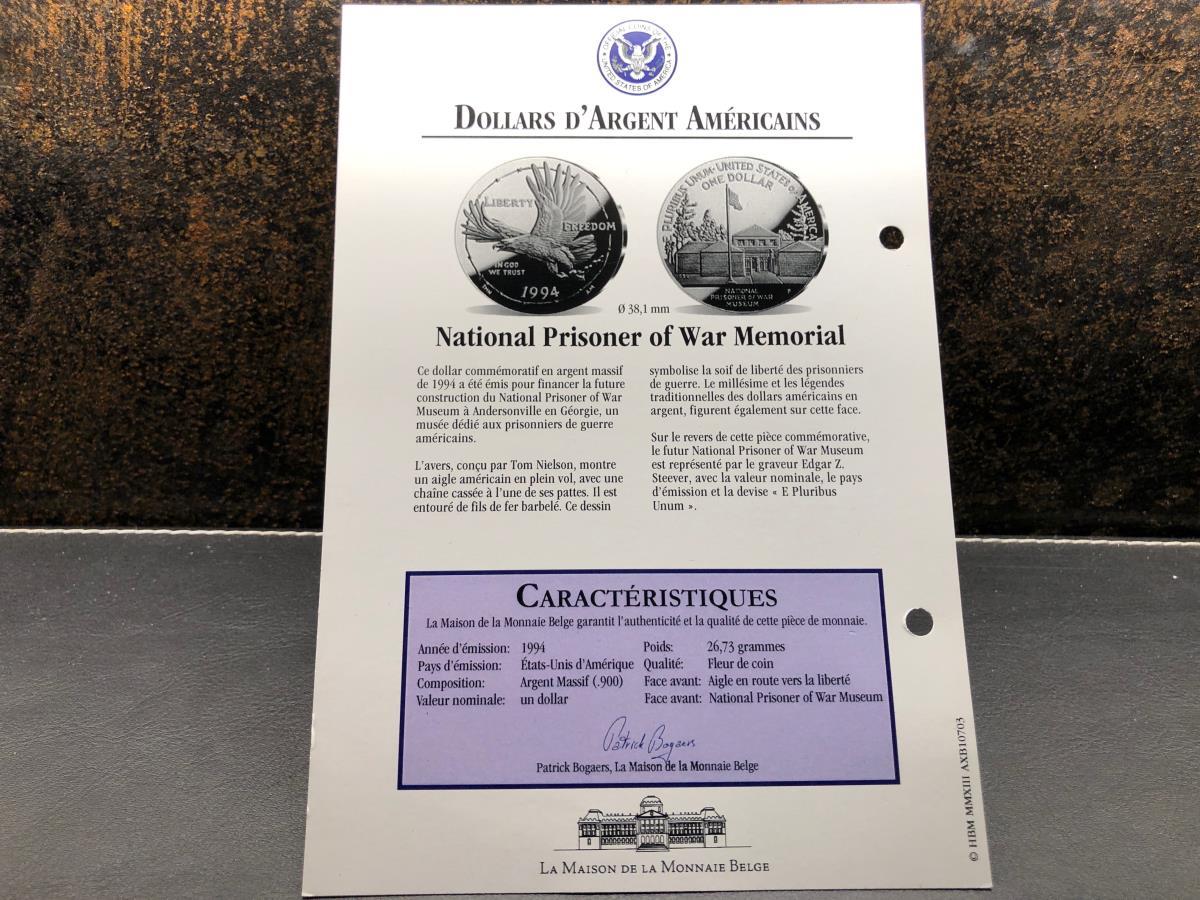 OFFICIAL COINS OF THE
UNITED STATES OF AMERICA
DOLLARS D'ARGENT AMÉRICAINS
LIBERTY
FREEDOM
IN GOD
WE TRUST
1994
E PLURIBUS UNUM·UNITED STATES OF AMERICA
ONE DOLLAR
NATIONAL
PRISONER OF WAR
MUSEUM
P
Ø 38,1 mm
National Prisoner of War Memorial
Ce dollar commémoratif en argent massif
de 1994 a été émis pour financer la future
construction du National Prisoner of War
Museum à Andersonville en Géorgie, un
musée dédié aux prisonniers de guerre
américains.
L'avers, conçu par Tom Nielson, montre
un aigle américain en plein vol, avec une
chaîne cassée à l'une de ses pattes. Il est
entouré de fils de fer barbelé. Ce dessin
symbolise la soif de liberté des prisonniers
de guerre. Le millésime et les légendes
traditionnelles des dollars américains en
argent, figurent également sur cette face.
Sur le revers de cette pièce commémorative,
le futur National Prisoner of War Museum
est représenté par le graveur Edgar Z.
Steever, avec la valeur nominale, le pays
d'émission et la devise « E Pluribus
Unum ».
CARACTÉRISTIQUES
La Maison de la Monnaie Belge garantit l'authenticité et la qualité de cette pièce de monnaie.
Année d'émission: 1994
Pays d'émission: États-Unis d'Amérique
Composition: Argent Massif (.900)
Valeur nominale: un dollar
Poids: 26,73 grammes
Qualité: Fleur de coin
Face avant: Aigle en route vers la liberté
Face avant: National Prisoner of War Museum
Patrick Bogaers
Patrick Bogaers, La Maison de la Monnaie Belge
LA MAISON DE LA MONNAIE BELGE
© HBM MMXIII AXB10703